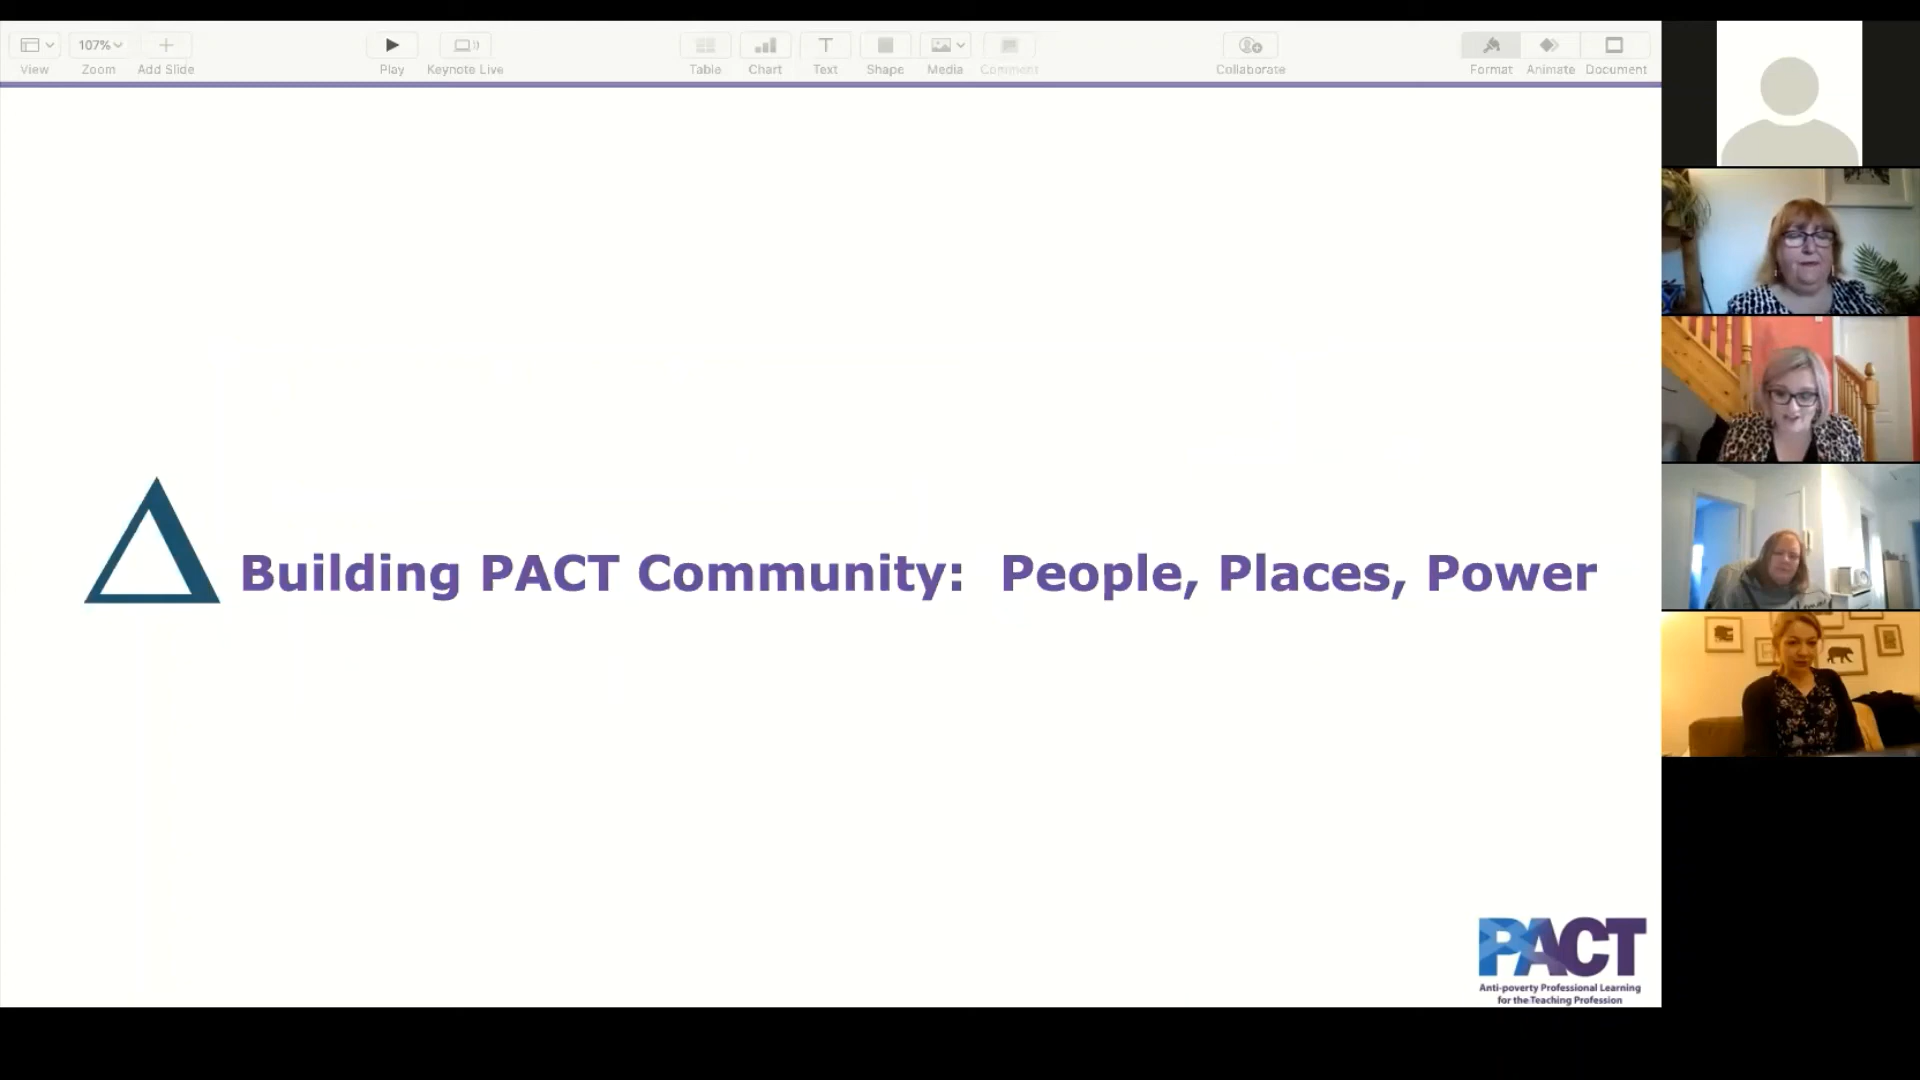 107%
View
Zoom
Add Slide
Play
Keynote Live
Table
Chart
Text
Shape
Media
Comment
Collaborate
Format
Animate
Document
Building PACT Community: People, Places, Power
PACT
Anti-poverty Professional Learning
for the Teaching Profession